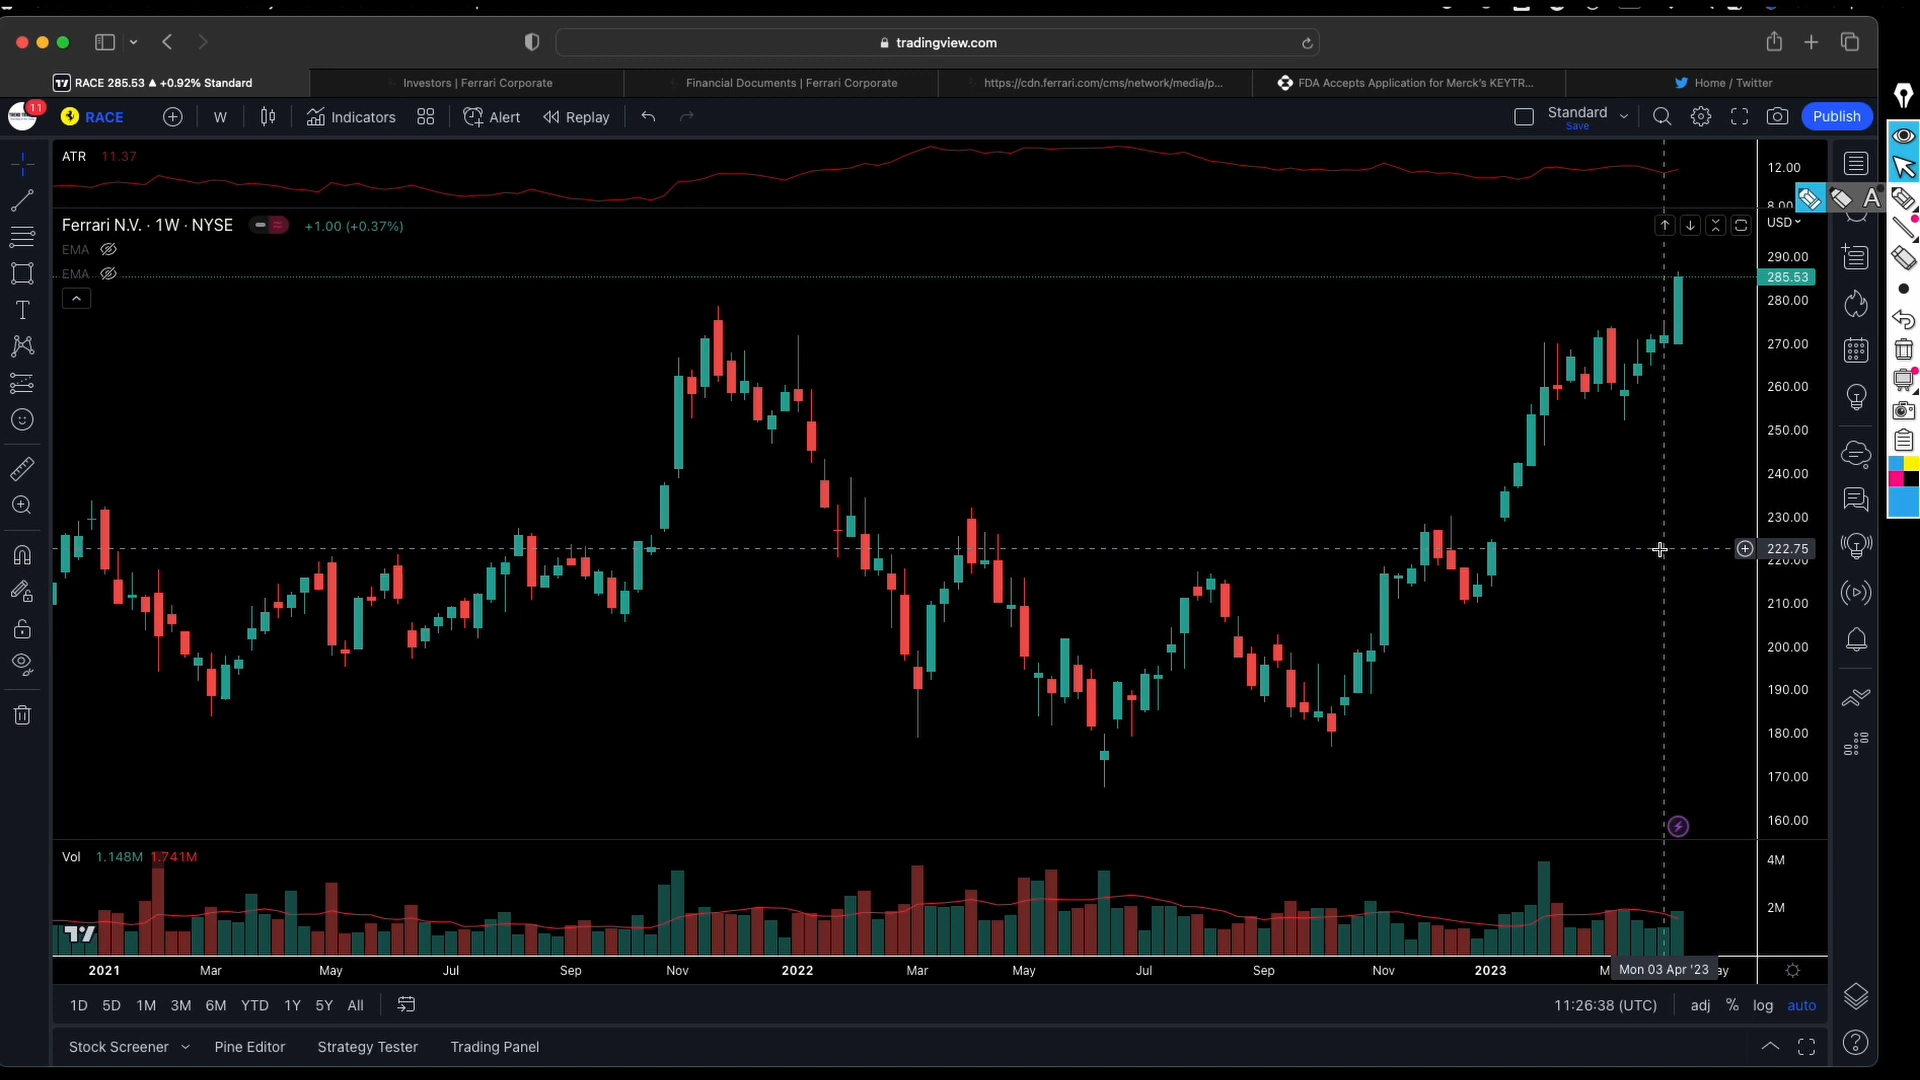 tradingview.com
RACE 285.53 ▲ +0.92% Standard
Investors | Ferrari Corporate
Financial Documents | Ferrari Corporate
https://cdn.ferrari.com/cms/network/media/p...
FDA Accepts Application for Merck's KEYTR...
Home / Twitter
11
RACE
W
Indicators
Alert
Replay
Standard
Save
Publish
ATR 11.37
12.00
8.00
A
Ferrari N.V. · 1W · NYSE
+1.00 (+0.37%)
USD
EMA
EMA
290.00
285.53
280.00
270.00
260.00
250.00
240.00
230.00
222.75
220.00
210.00
200.00
190.00
180.00
170.00
160.00
Vol 1.148M 1.741M
4M
2M
2021 Mar May Jul Sep Nov 2022 Mar May Jul Sep Nov 2023
Mon 03 Apr '23
1D 5D 1M 3M 6M YTD 1Y 5Y All
11:26:38 (UTC)
adj % log auto
Stock Screener
Pine Editor
Strategy Tester
Trading Panel